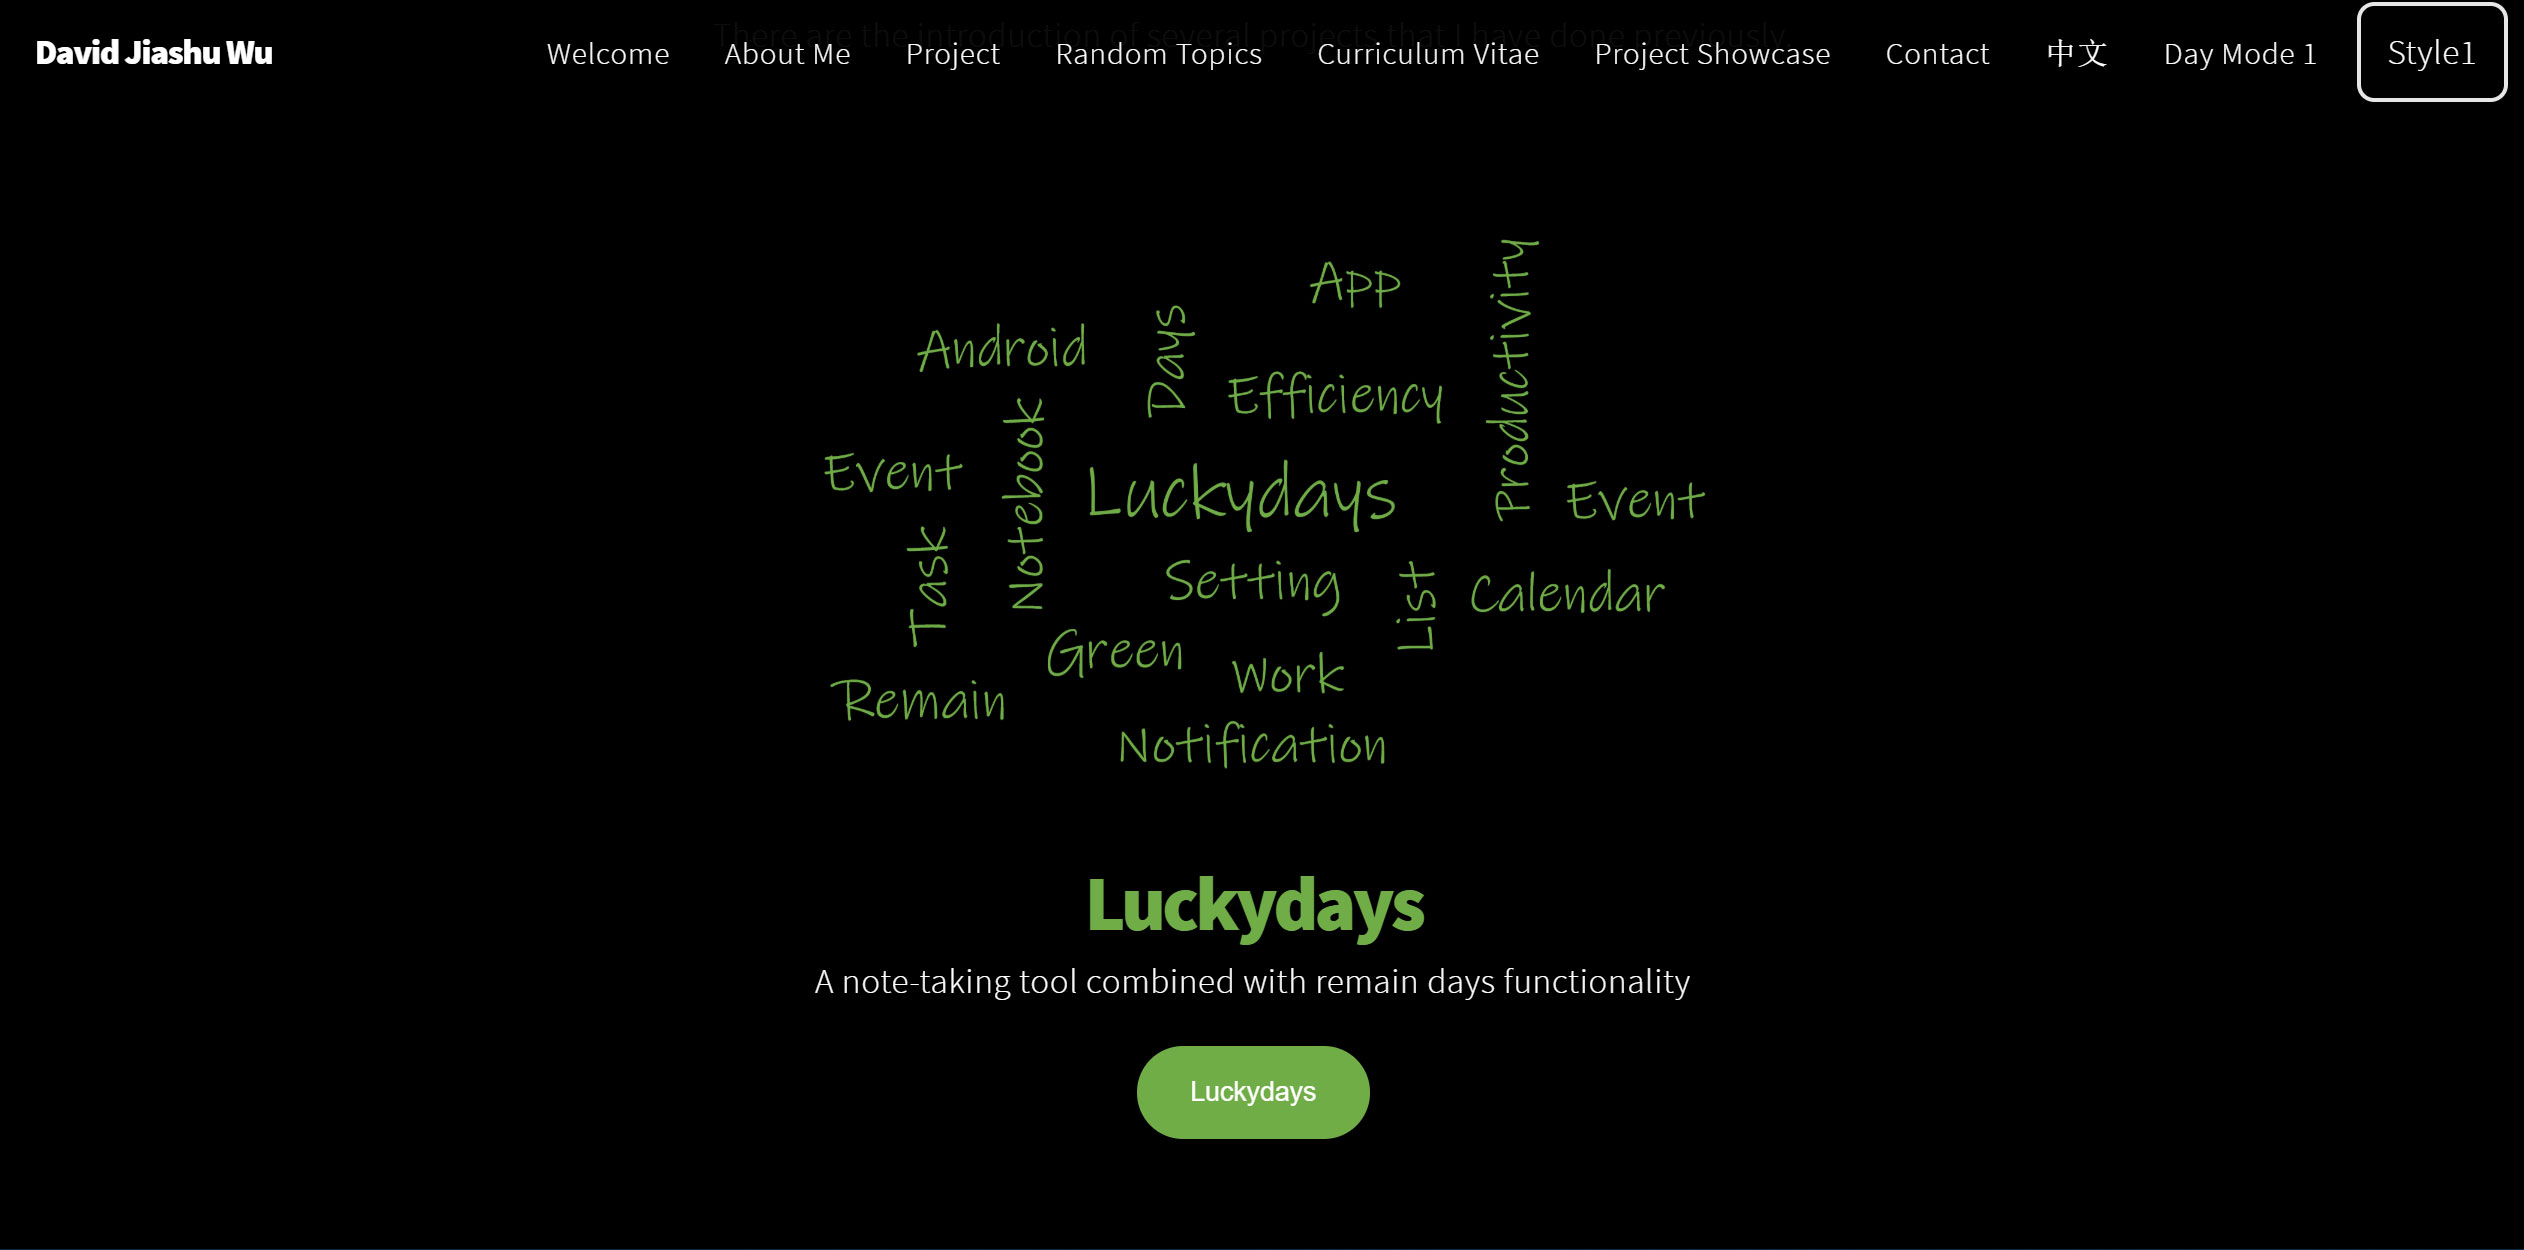 There are the introduction of several projects that I have done previously
David Jiashu Wu
Welcome
About Me
Project
Random Topics
Curriculum Vitae
Project Showcase
Contact
中文
Day Mode 1
Style1
App
Productivity
Android
Days
Efficiency
Event
Notebook
Luckydays
Event
Task
Setting
List
Calendar
Green
Work
Remain
Notification
Luckydays
A note-taking tool combined with remain days functionality
Luckydays